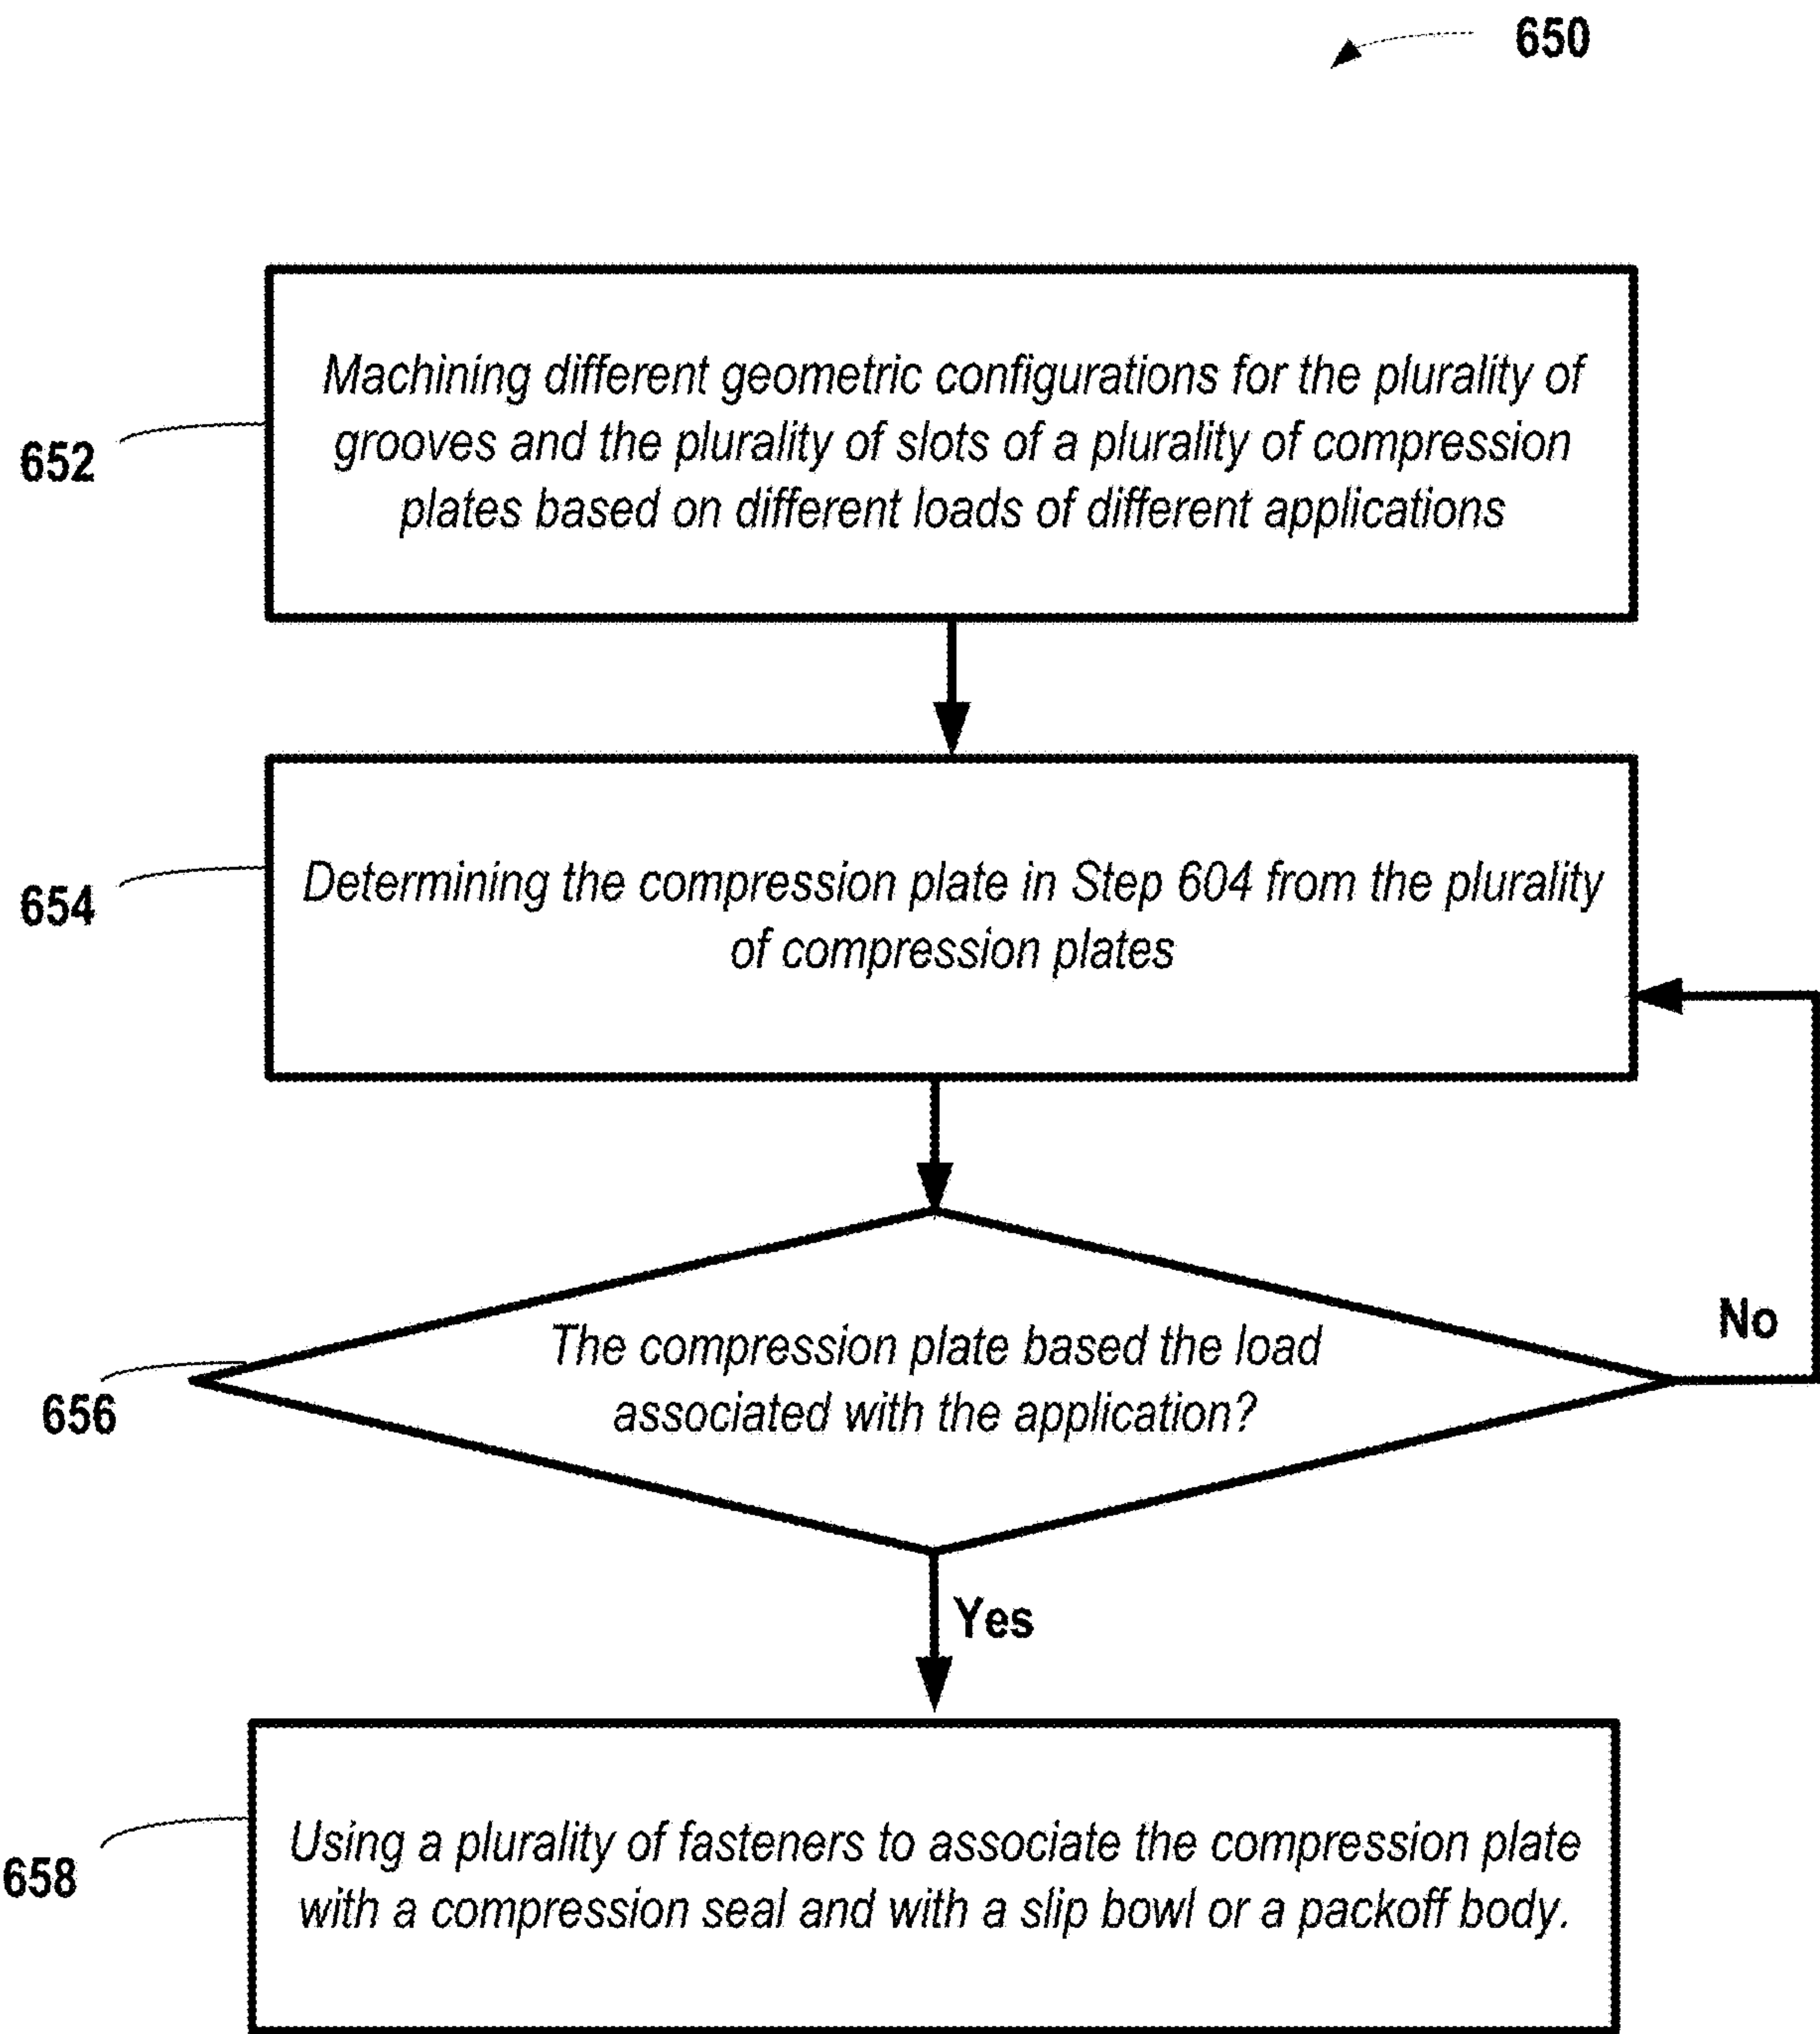 650
Machining different geometric configurations for the plurality of
grooves and the plurality of slots of a plurality of compression
plates based on different loads of different applications
652
Determining the compression plate in Step 604 from the plurality
of compression plates
654
The compression plate based the load
associated with the application?
No
656
Yes
Using a plurality of fasteners to associate the compression plate
with a compression seal and with a slip bowl or a packoff body.
658